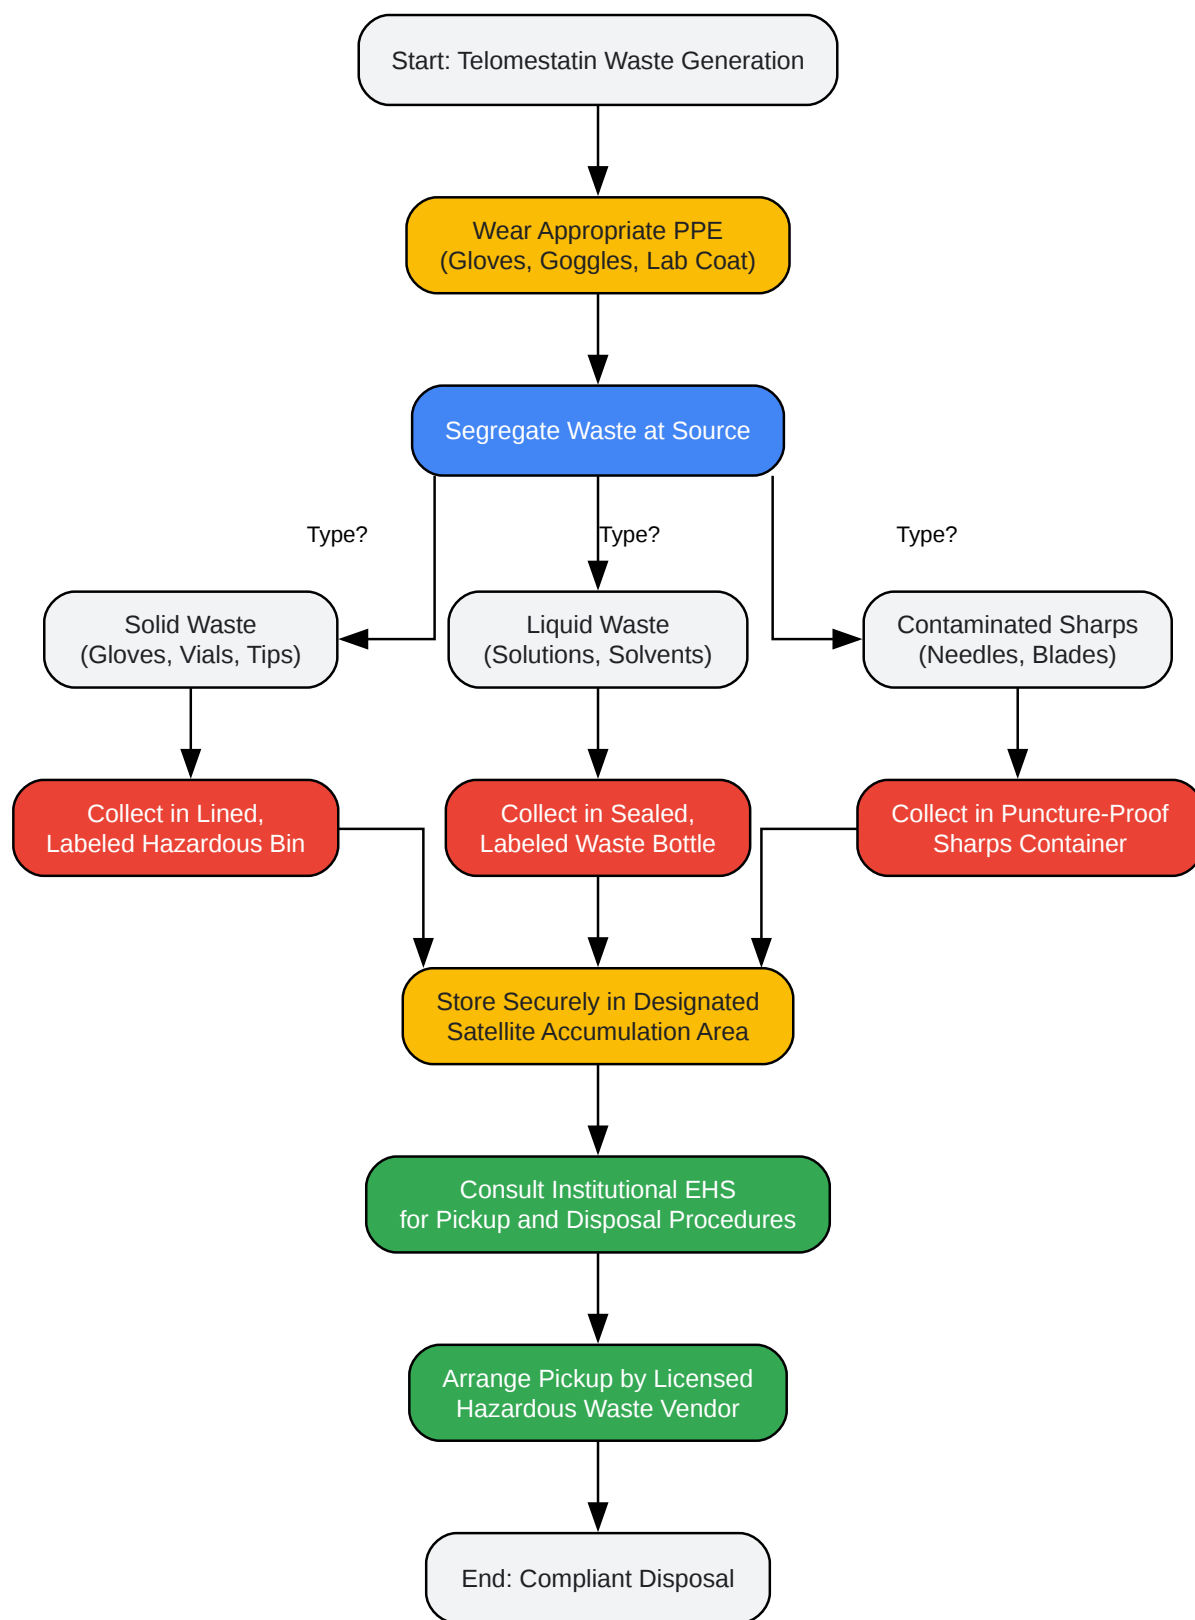 Start: Telomestatin Waste Generation
Wear Appropriate PPE
(Gloves, Goggles, Lab Coat)
Segregate Waste at Source
Type?
Type?
Type?
Solid Waste
(Gloves, Vials, Tips)
Liquid Waste
(Solutions, Solvents)
Contaminated Sharps
(Needles, Blades)
Collect in Lined,
Labeled Hazardous Bin
Collect in Sealed,
Labeled Waste Bottle
Collect in Puncture-Proof
Sharps Container
Store Securely in Designated
Satellite Accumulation Area
Consult Institutional EHS
for Pickup and Disposal Procedures
Arrange Pickup by Licensed
Hazardous Waste Vendor
End: Compliant Disposal